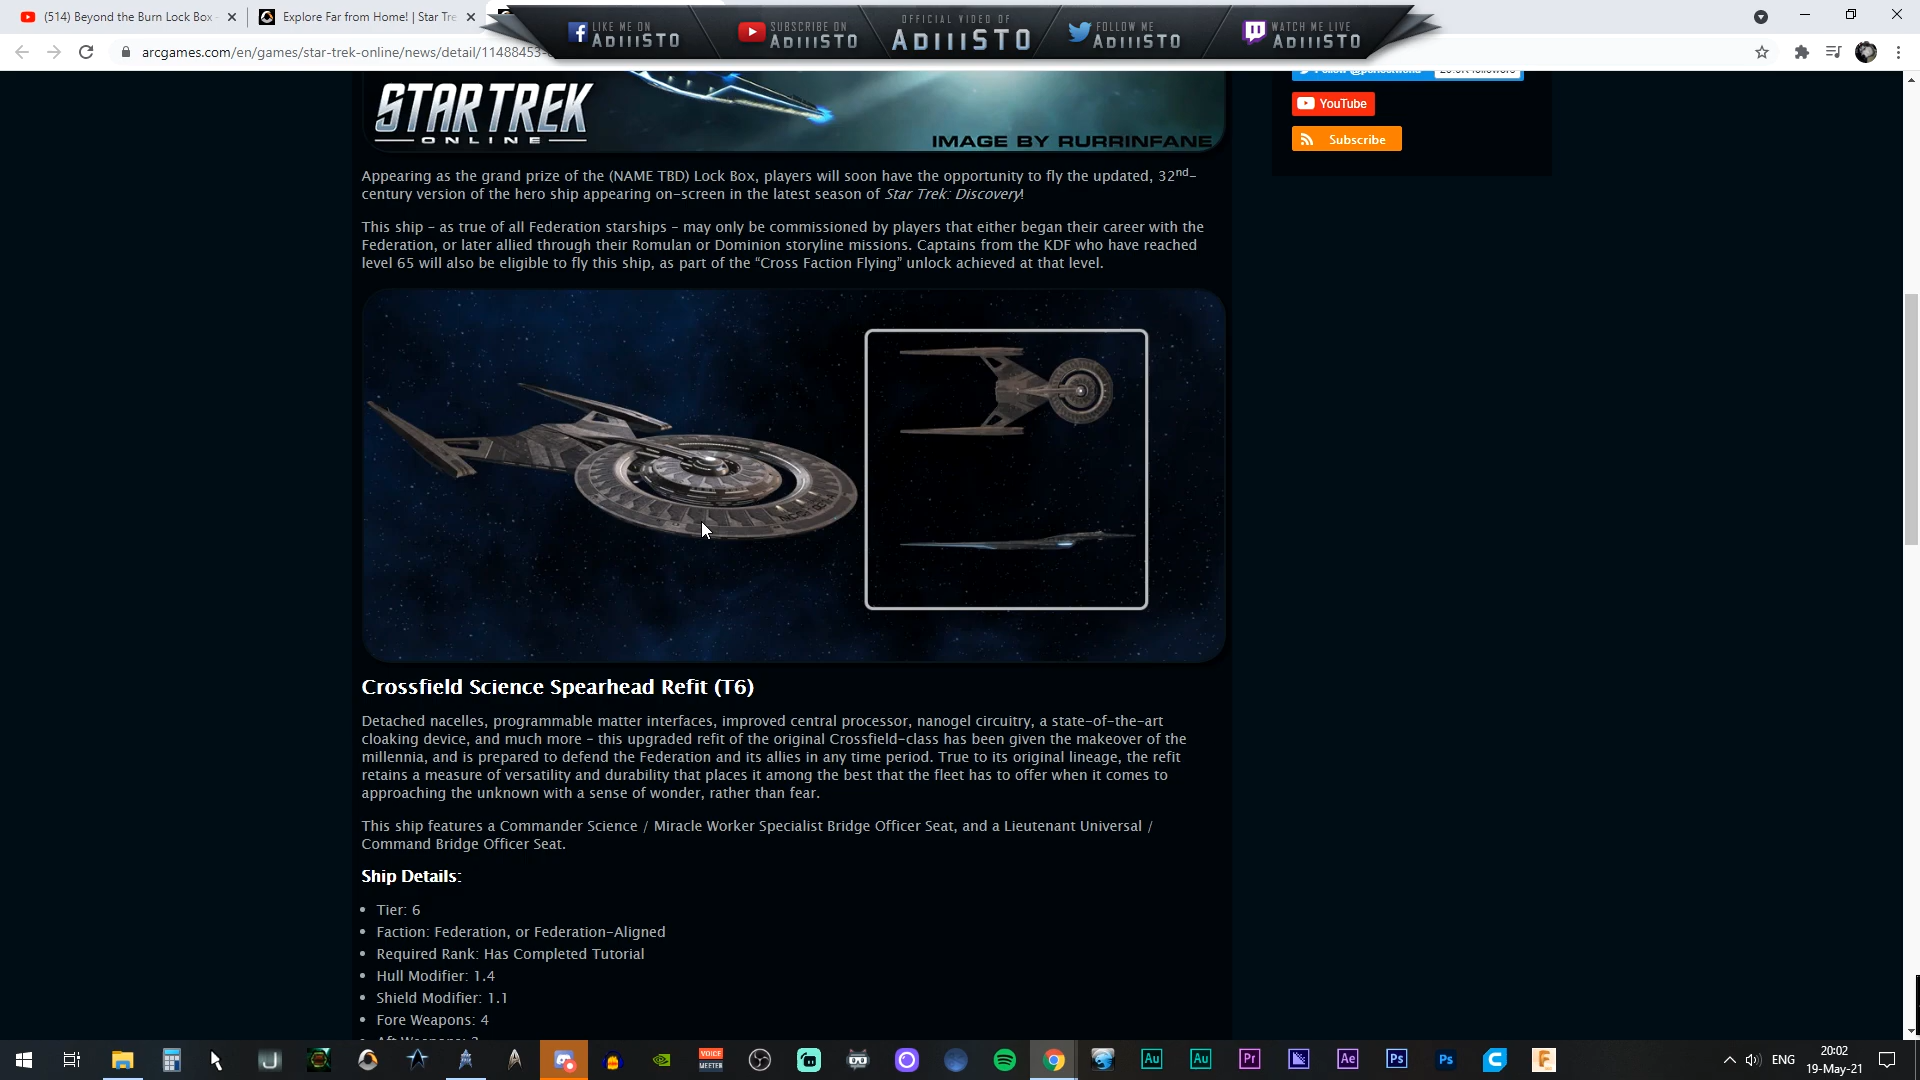 (514) Beyond the Burn Lock Box -
Explore Far from Home! | Star Tre
LIKE ME ON
ADIIISTO
SUBSCRIBE ON
ADIIISTO
OFFICIAL VIDEO OF
ADIIISTO
FOLLOW ME
ADIIISTO
WATCH ME LIVE
ADIIISTO
arcgames.com/en/games/star-trek-online/news/detail/11488453-
STAR TREK
ONLINE
IMAGE BY RURRINFANE
YouTube
Subscribe
Appearing as the grand prize of the (NAME TBD) Lock Box, players will soon have the opportunity to fly the updated, 32nd-
century version of the hero ship appearing on-screen in the latest season of Star Trek: Discovery!
This ship – as true of all Federation starships – may only be commissioned by players that either began their career with the
Federation, or later allied through their Romulan or Dominion storyline missions. Captains from the KDF who have reached
level 65 will also be eligible to fly this ship, as part of the “Cross Faction Flying” unlock achieved at that level.
Crossfield Science Spearhead Refit (T6)
Detached nacelles, programmable matter interfaces, improved central processor, nanogel circuitry, a state-of-the-art
cloaking device, and much more – this upgraded refit of the original Crossfield-class has been given the makeover of the
millennia, and is prepared to defend the Federation and its allies in any time period. True to its original lineage, the refit
retains a measure of versatility and durability that places it among the best that the fleet has to offer when it comes to
approaching the unknown with a sense of wonder, rather than fear.
This ship features a Commander Science / Miracle Worker Specialist Bridge Officer Seat, and a Lieutenant Universal /
Command Bridge Officer Seat.
Ship Details:
• Tier: 6
• Faction: Federation, or Federation-Aligned
• Required Rank: Has Completed Tutorial
• Hull Modifier: 1.4
• Shield Modifier: 1.1
• Fore Weapons: 4
VOICE
MEETER
Au
Au
Pr
Ae
Ps
Ps
ENG
20:02
19-May-21